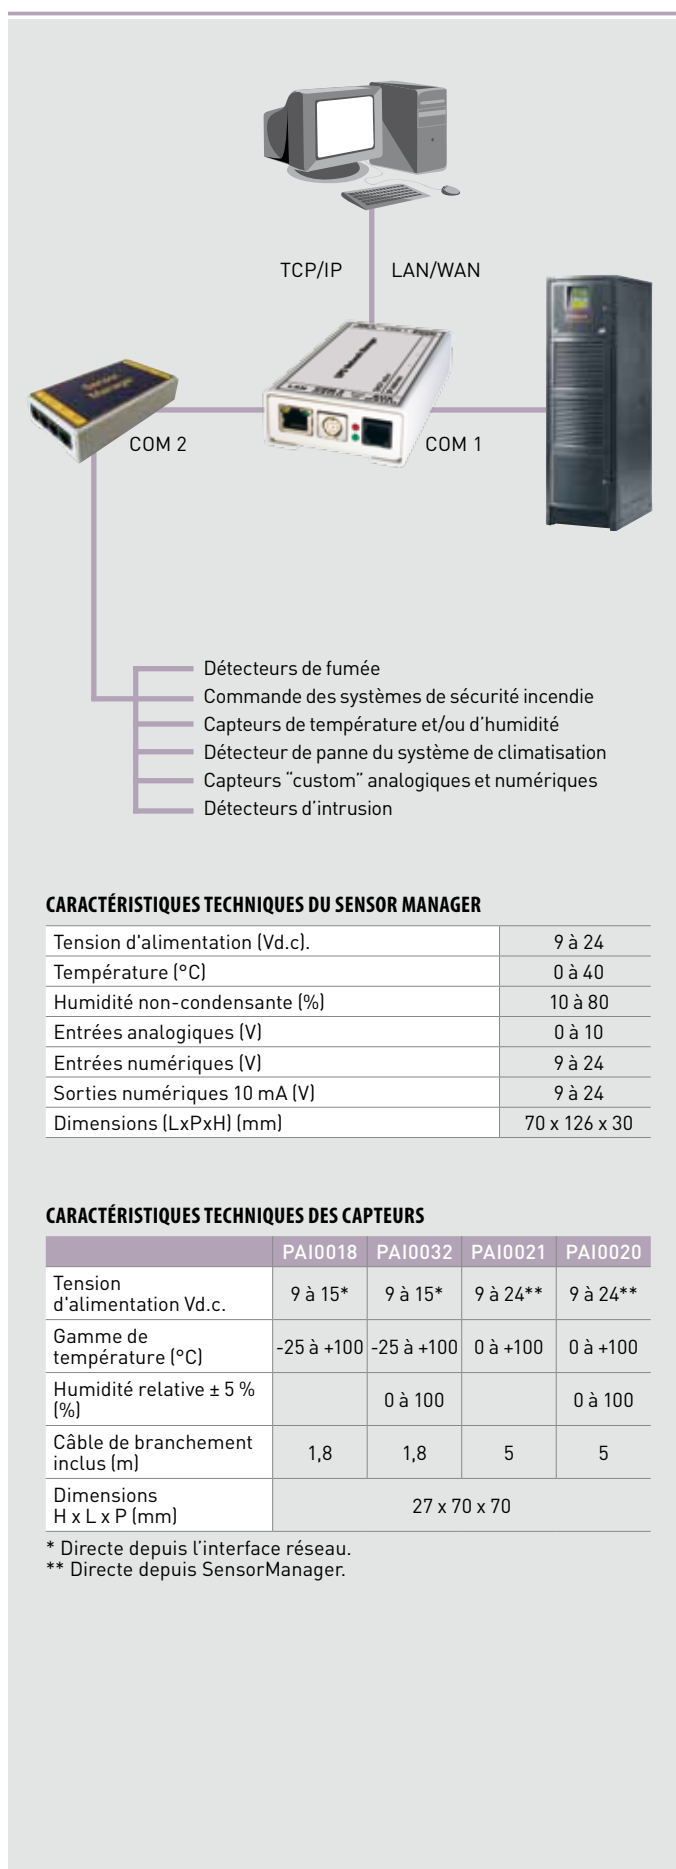 TCP/IP LAN/WAN
Sensor Manager
COM 2
COM 1
Détecteurs de fumée
Commande des systèmes de sécurité incendie
Capteurs de température et/ou d’humidité
Détecteur de panne du système de climatisation
Capteurs “custom” analogiques et numériques
Détecteurs d’intrusion
CARACTÉRISTIQUES TECHNIQUES DU SENSOR MANAGER
Tension d'alimentation (Vd.c). 9 à 24
Température (°C) 0 à 40
Humidité non-condensante (%) 10 à 80
Entrées analogiques (V) 0 à 10
Entrées numériques (V) 9 à 24
Sorties numériques 10 mA (V) 9 à 24
Dimensions (LxPxH) (mm) 70 x 126 x 30
CARACTÉRISTIQUES TECHNIQUES DES CAPTEURS
PAI0018 PAI0032 PAI0021 PAI0020
Tension
d'alimentation Vd.c. 9 à 15* 9 à 15* 9 à 24** 9 à 24**
Gamme de
température (°C) -25 à +100 -25 à +100 0 à +100 0 à +100
Humidité relative ± 5 %
(%) 0 à 100 0 à 100
Câble de branchement
inclus (m) 1,8 1,8 5 5
Dimensions
H x L x P (mm) 27 x 70 x 70
* Directe depuis l’interface réseau.
** Directe depuis SensorManager.